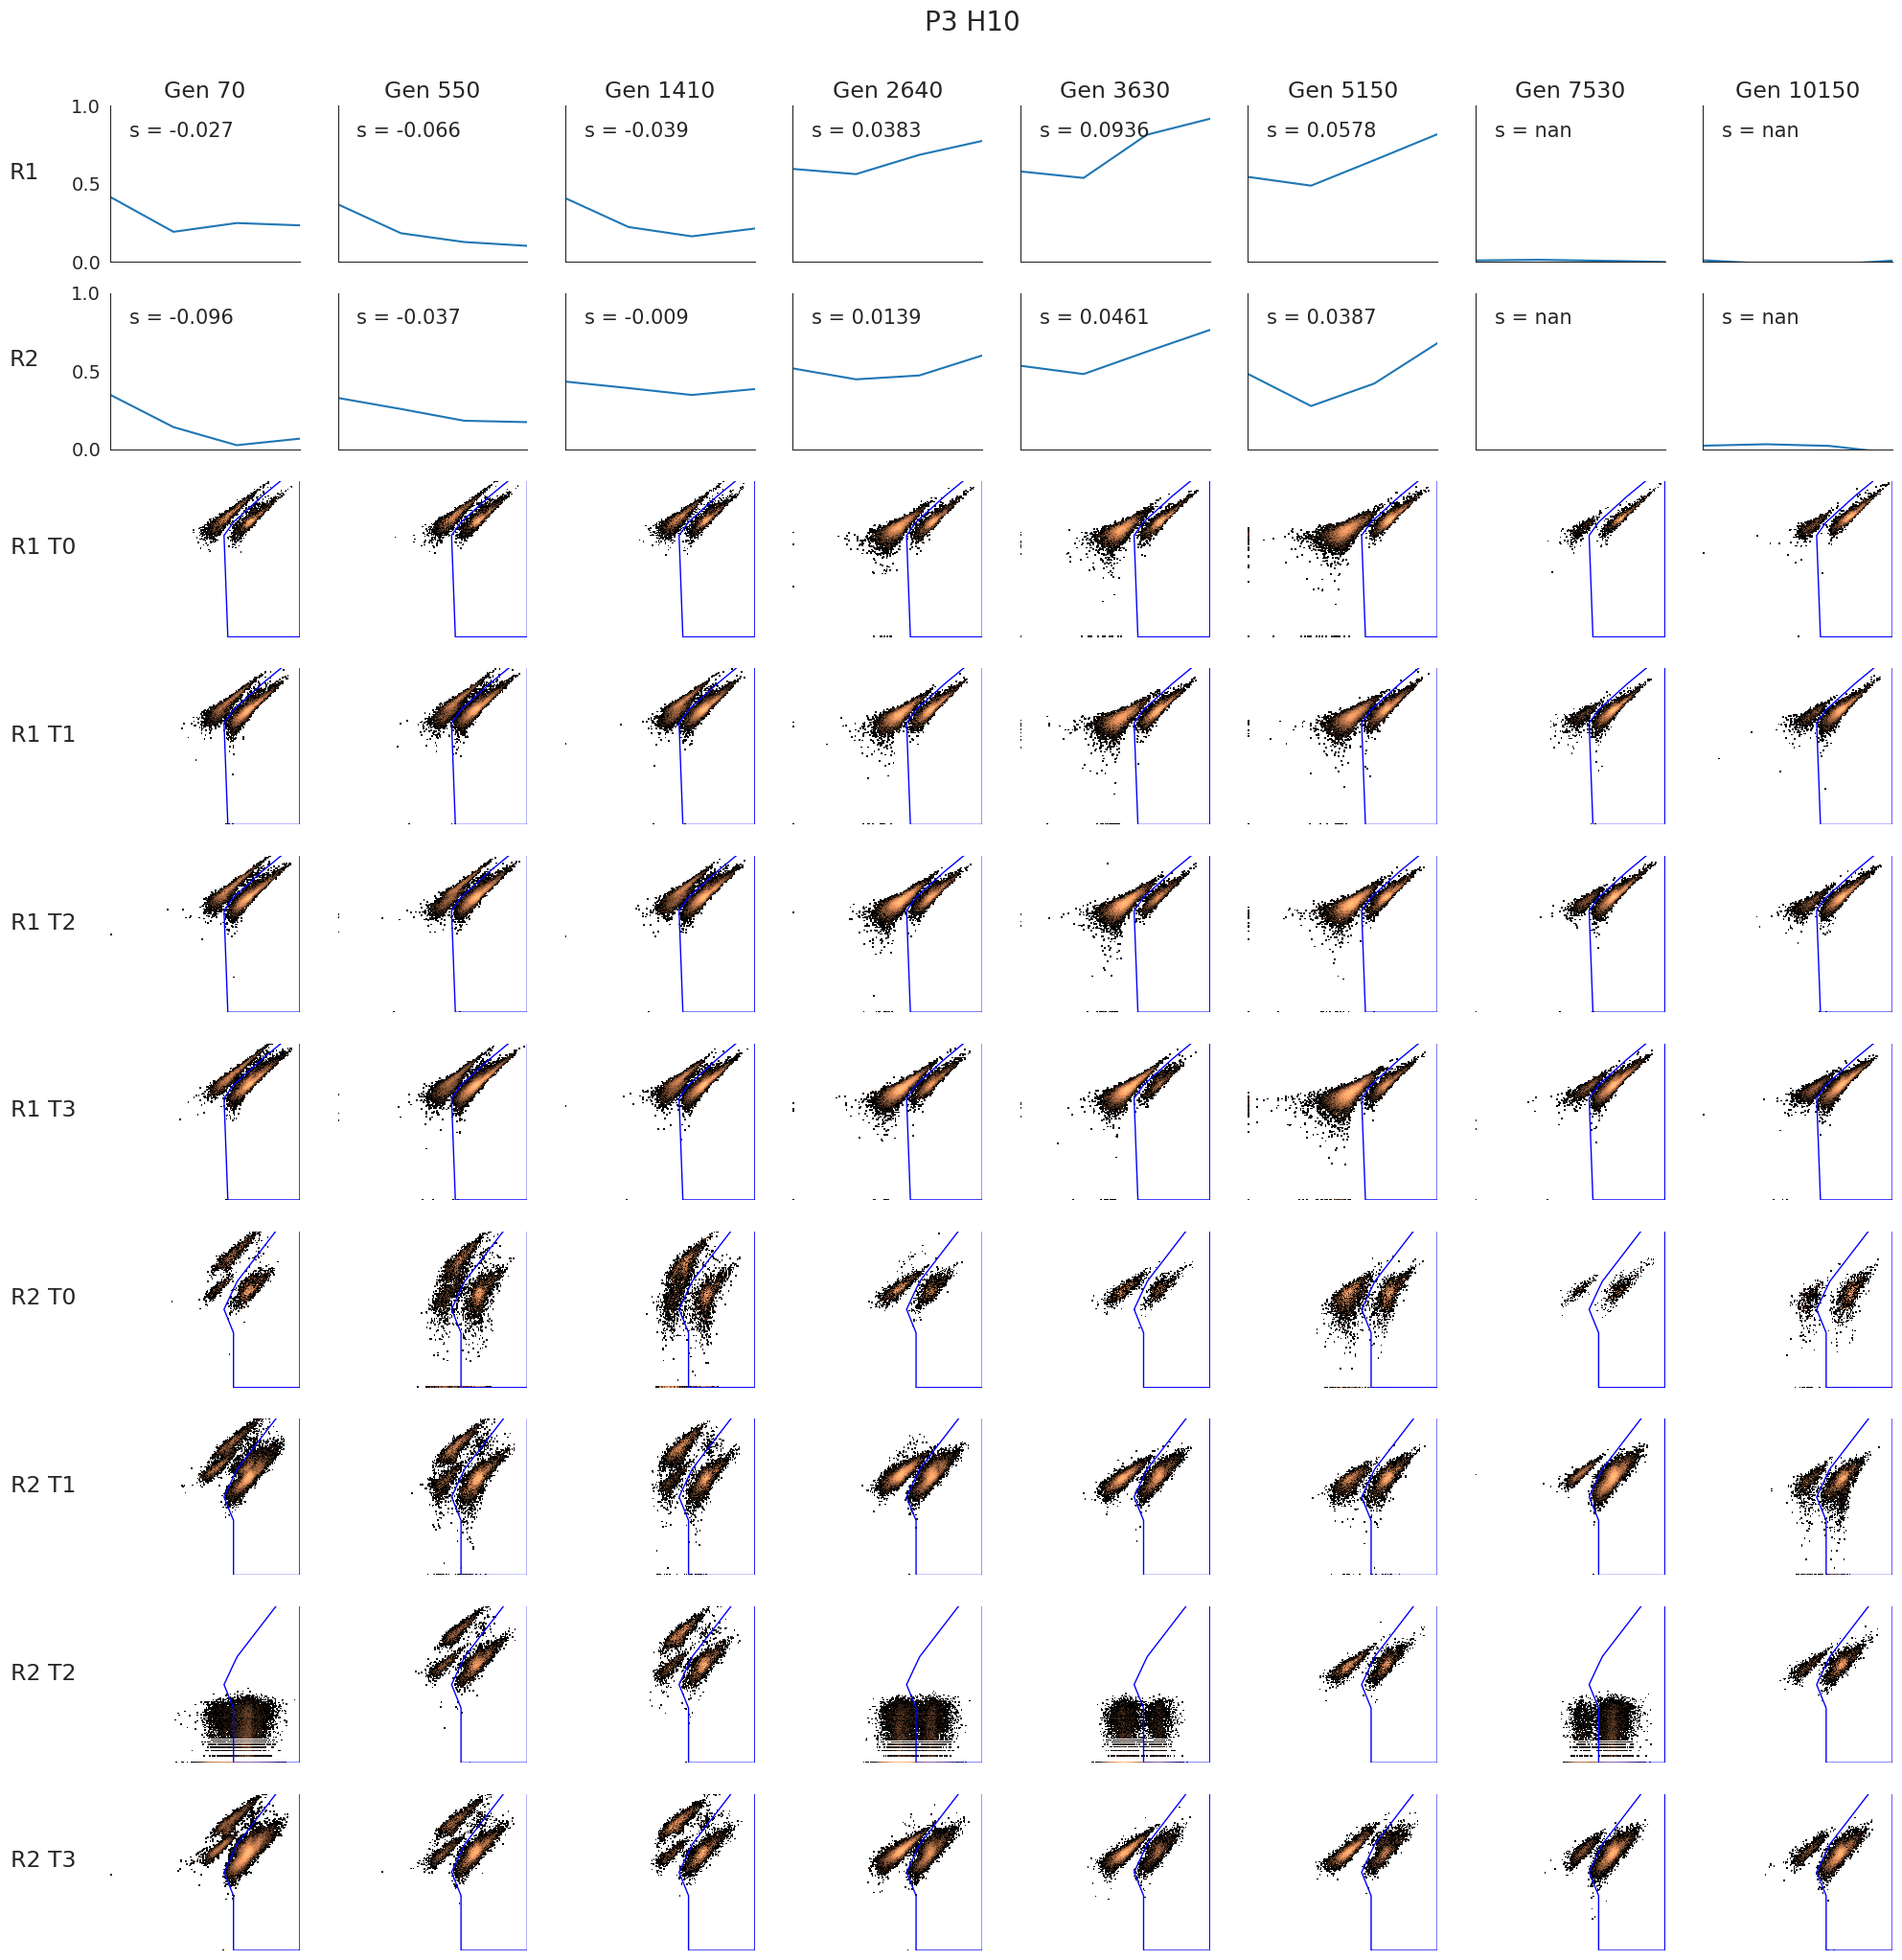 P3 H10
Gen 70 Gen 550 Gen 1410 Gen 2640 Gen 3630 Gen 5150 Gen 7530 Gen 10150
R1 1.0 0.5 0.0 s = -0.027 s = -0.066 s = -0.039 s = 0.0383 s = 0.0936 s = 0.0578 s = nan s = nan
R2 1.0 0.5 0.0 s = -0.096 s = -0.037 s = -0.009 s = 0.0139 s = 0.0461 s = 0.0387 s = nan s = nan
R1 T0
R1 T1
R1 T2
R1 T3
R2 T0
R2 T1
R2 T2
R2 T3